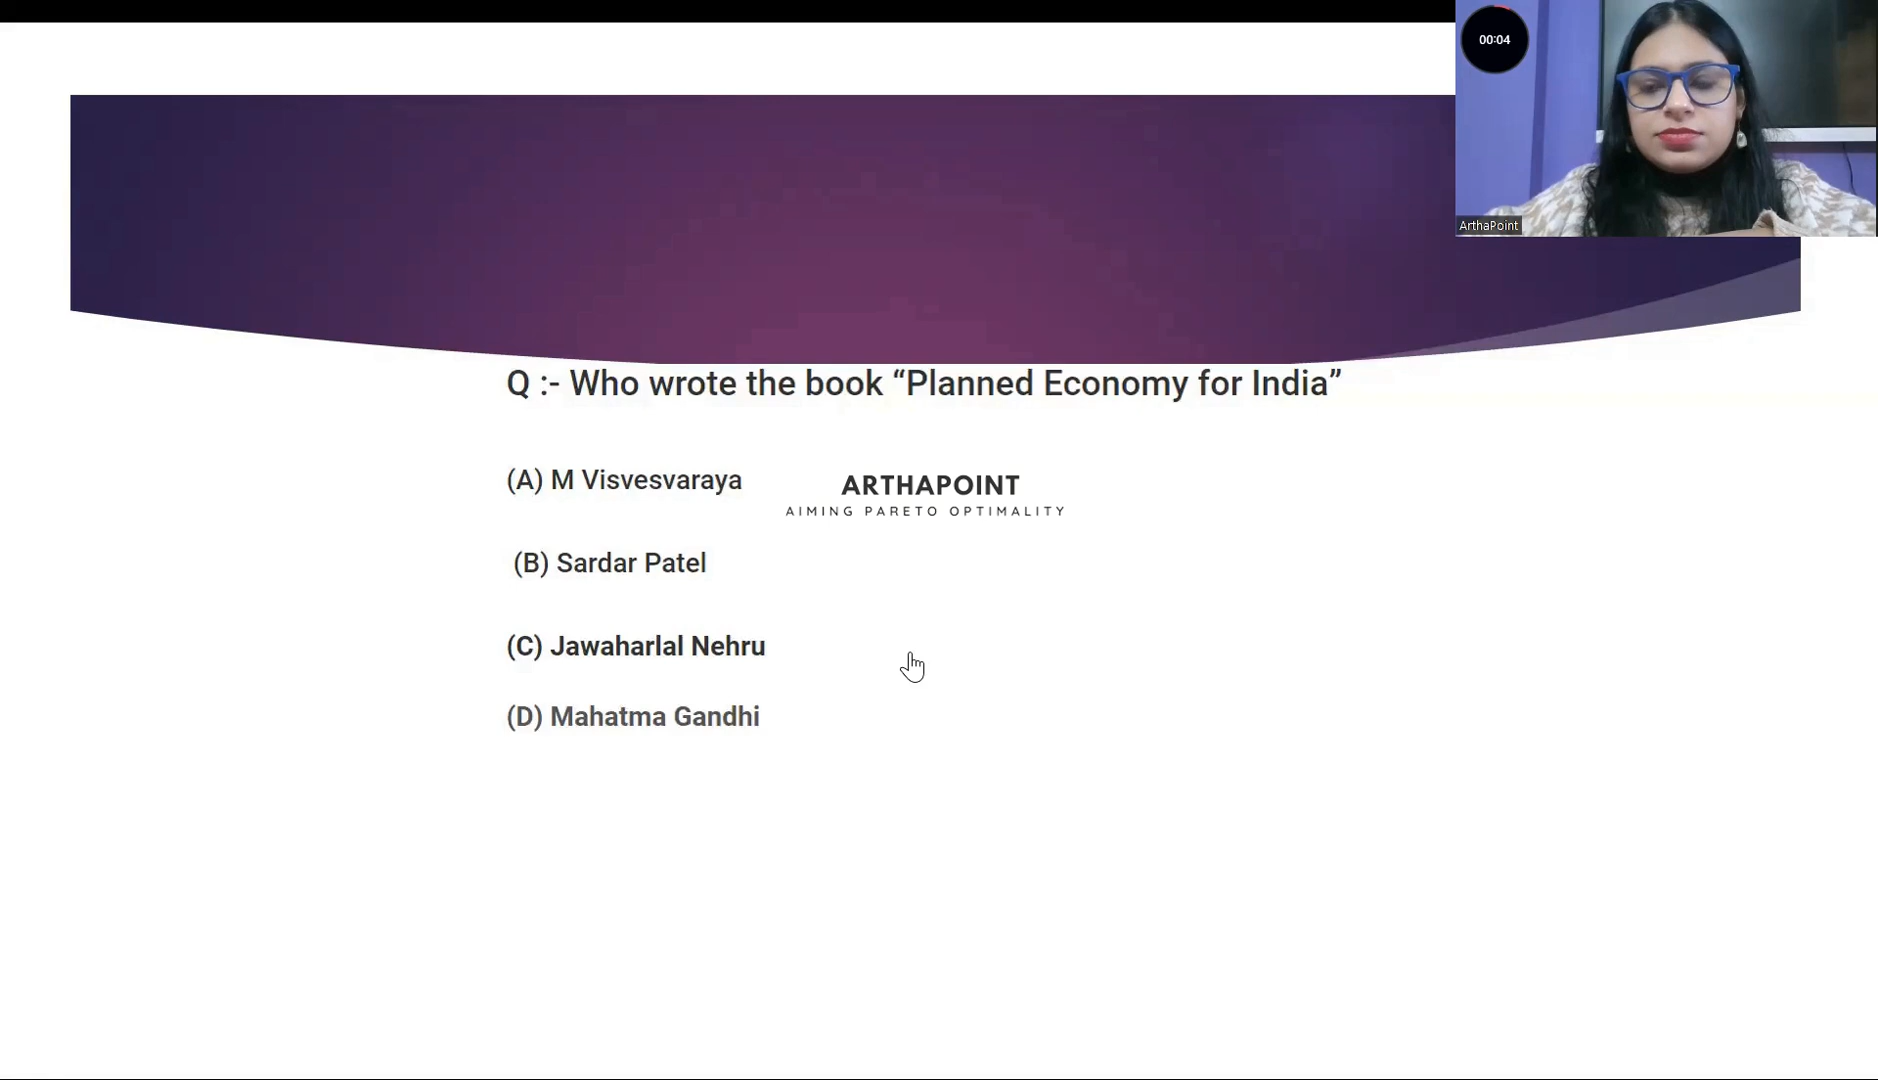 00:04
ArthaPoint
Q :- Who wrote the book “Planned Economy for India”
(A) M Visvesvaraya
ARTHAPOINT
AIMING PARETO OPTIMALITY
(B) Sardar Patel
(C) Jawaharlal Nehru
(D) Mahatma Gandhi